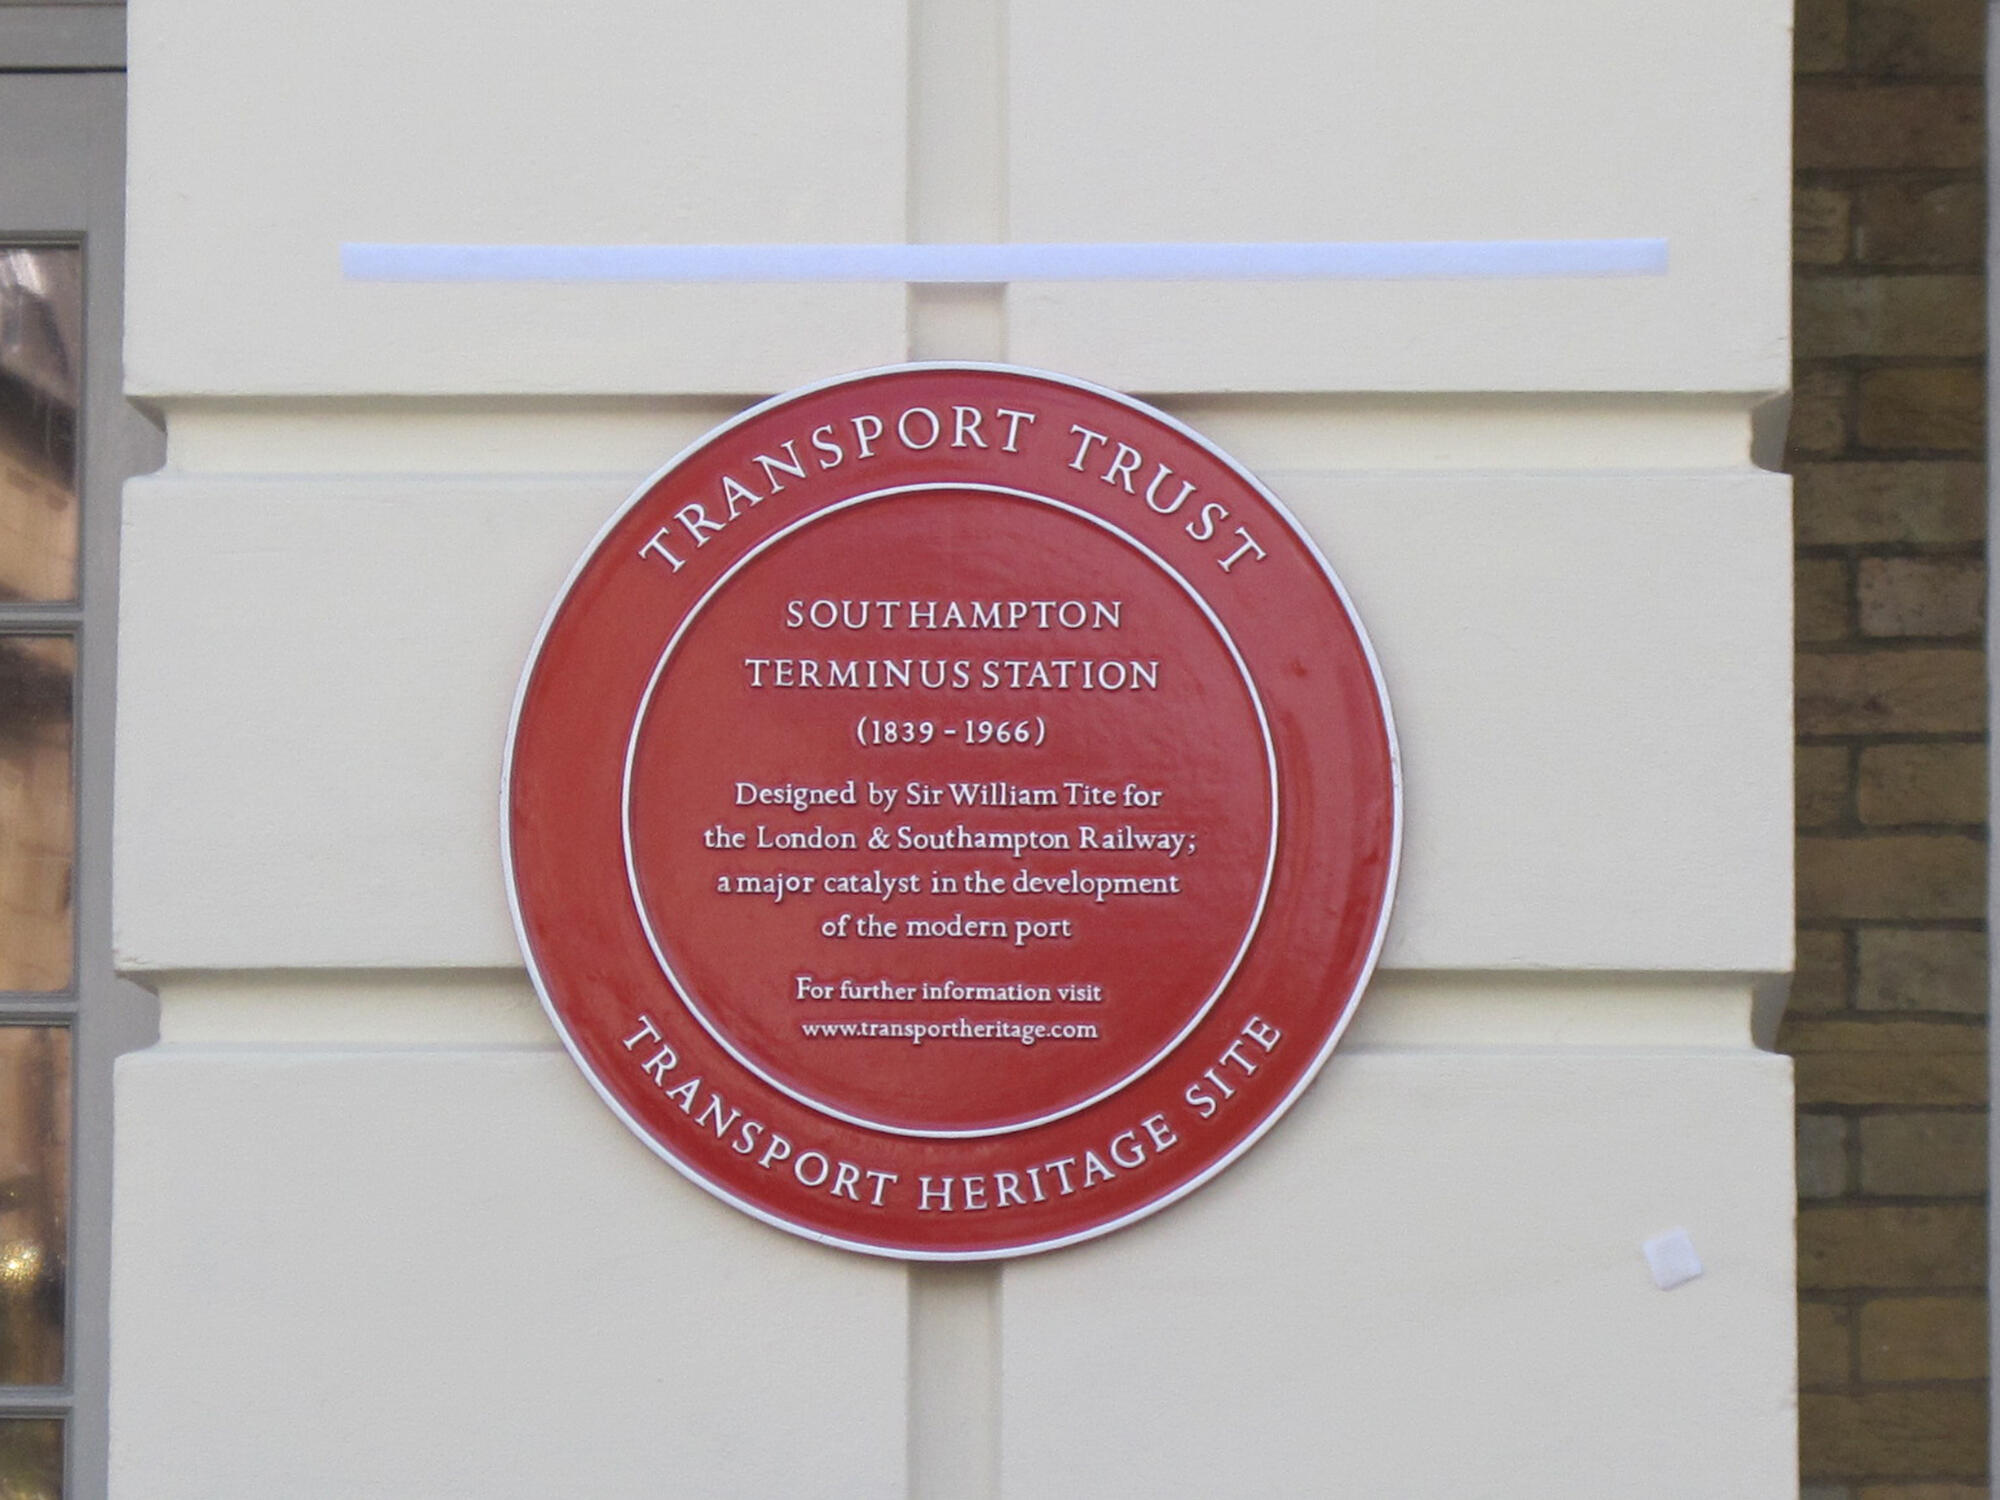 TRANSPORT TRUST
SOUTHAMPTON
TERMINUS STATION
(1839 - 1966)
Designed by Sir William Tite for
the London & Southampton Railway;
a major catalyst in the development
of the modern port
For further information visit
www.transportheritage.com
TRANSPORT HERITAGE SITE